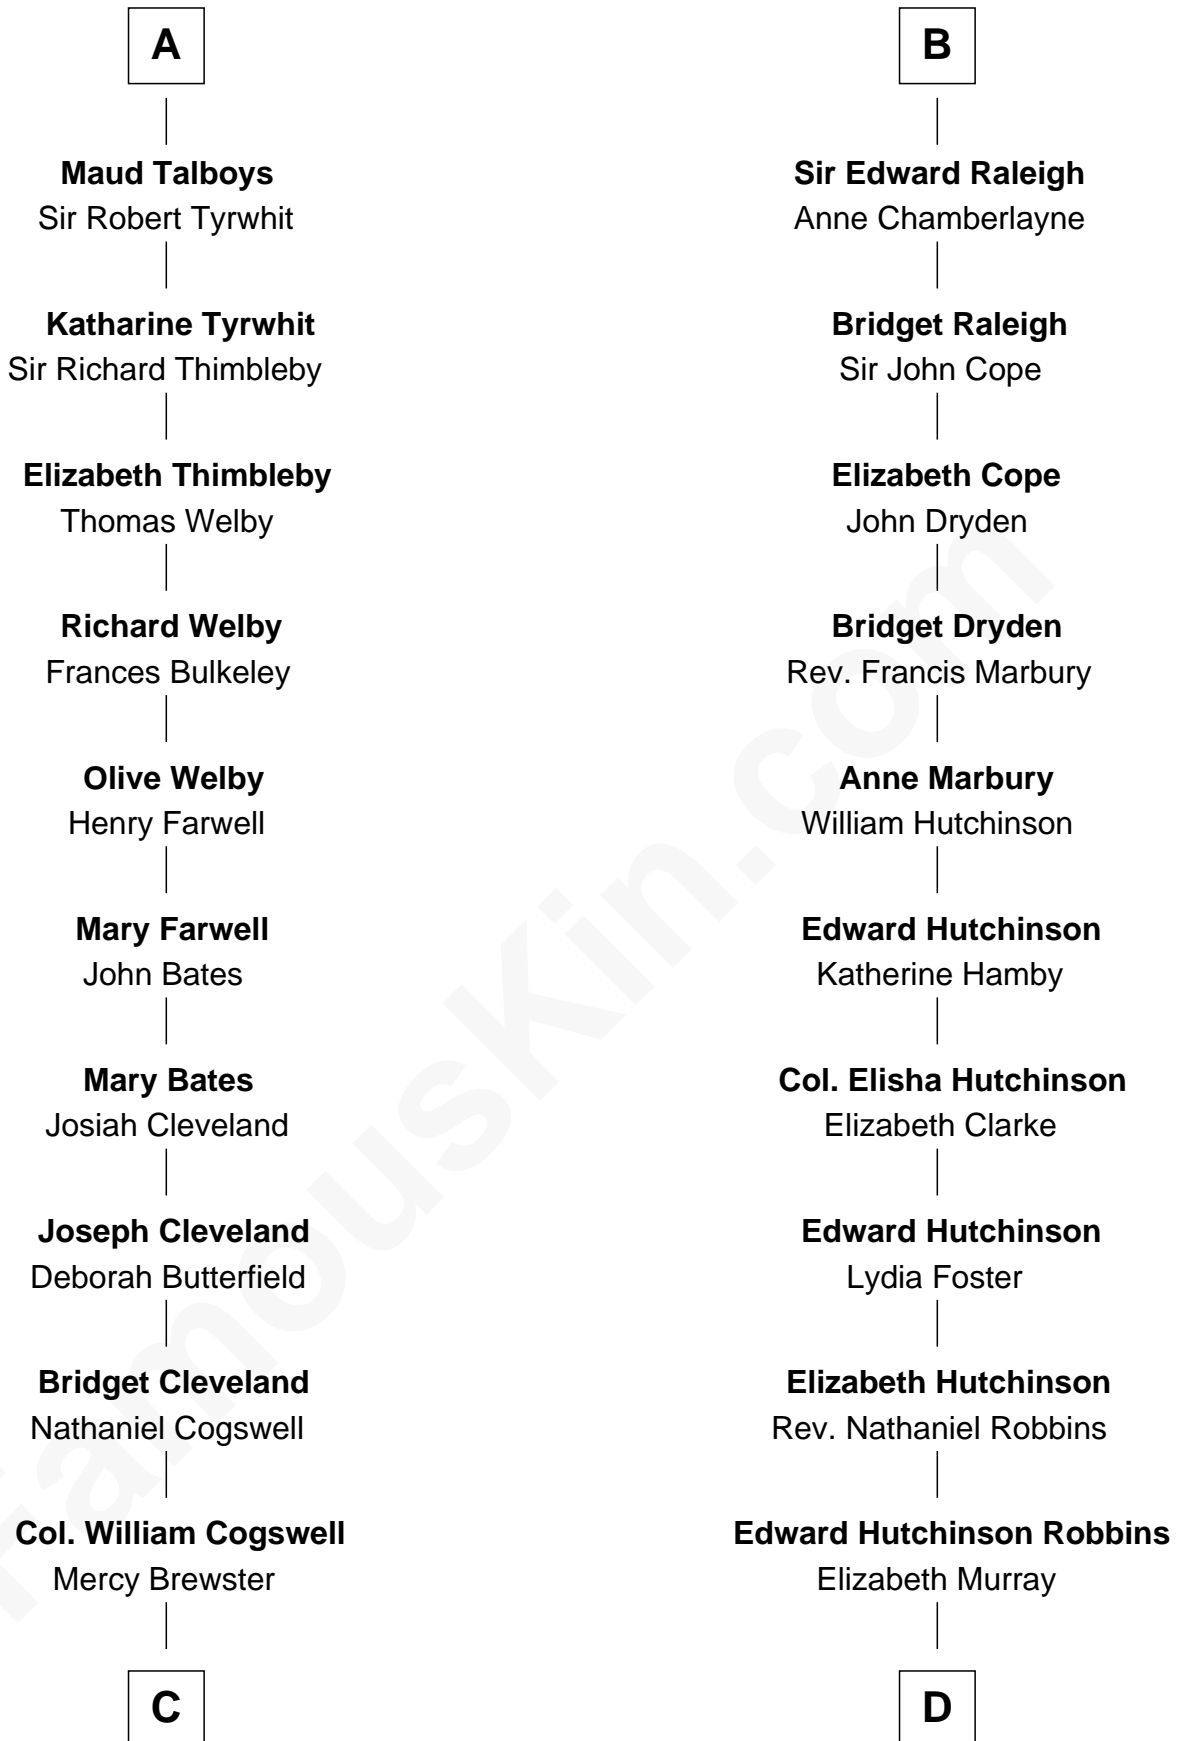 A
Maud Talboys
Sir Robert Tyrwhit
Katharine Tyrwhit
Sir Richard Thimbleby
Elizabeth Thimbleby
Thomas Welby
Richard Welby
Frances Bulkeley
Olive Welby
Henry Farwell
Mary Farwell
John Bates
Mary Bates
Josiah Cleveland
Joseph Cleveland
Deborah Butterfield
Bridget Cleveland
Nathaniel Cogswell
Col. William Cogswell
Mercy Brewster
C
B
Sir Edward Raleigh
Anne Chamberlayne
Bridget Raleigh
Sir John Cope
Elizabeth Cope
John Dryden
Bridget Dryden
Rev. Francis Marbury
Anne Marbury
William Hutchinson
Edward Hutchinson
Katherine Hamby
Col. Elisha Hutchinson
Elizabeth Clarke
Edward Hutchinson
Lydia Foster
Elizabeth Hutchinson
Rev. Nathaniel Robbins
Edward Hutchinson Robbins
Elizabeth Murray
D
FamousKin.com